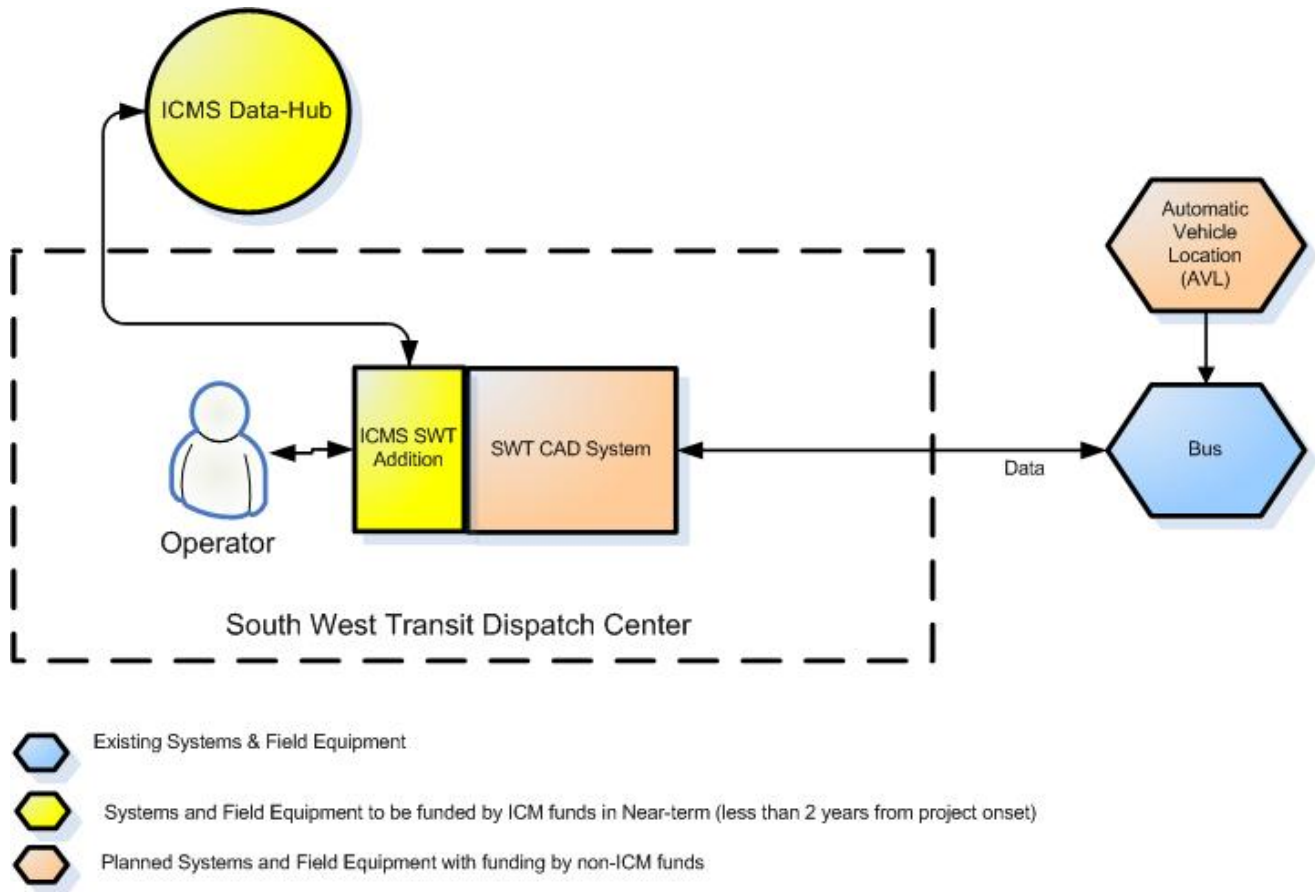 ICMS Data-Hub
Automatic
Vehicle
Location
(AVL)
ICMS SWT
Addition
SWT CAD System
Data
Bus
Operator
South West Transit Dispatch Center
Existing Systems & Field Equipment
Systems and Field Equipment to be funded by ICM funds in Near-term (less than 2 years from project onset)
Planned Systems and Field Equipment with funding by non-ICM funds